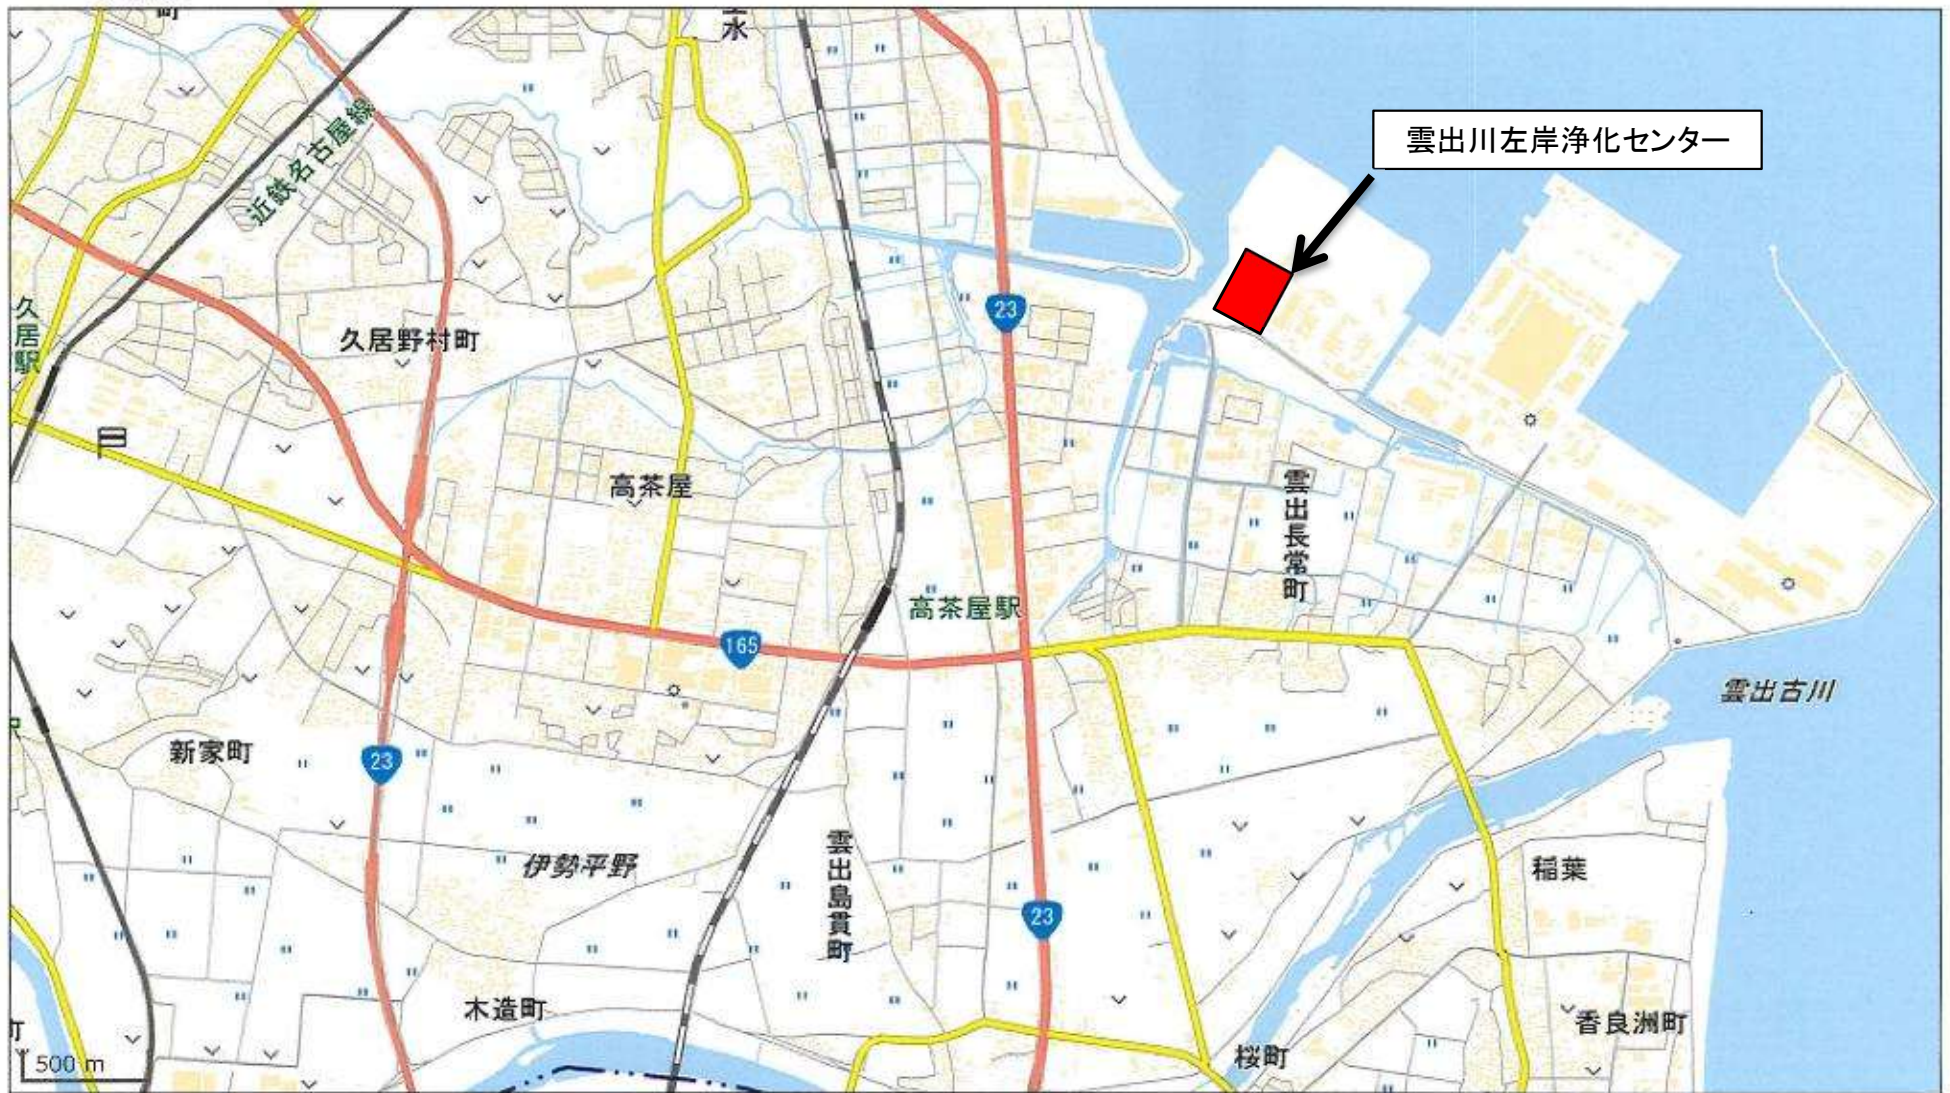 雲出川左岸浄化センター
近鉄名古屋線
23
久居駅
久居野村町
高茶屋
雲出長常町
高茶屋駅
165
雲出古川
新家町
23
伊勢平野
雲出島貫町
稲葉
23
木造町
香良洲町
桜町
500 m